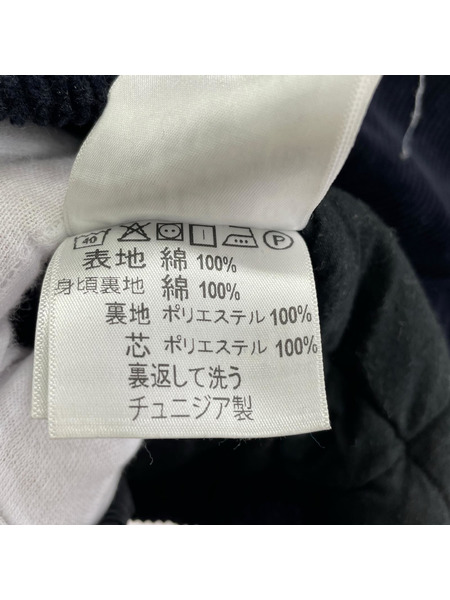 40 P
表地 綿 100%
身頃裏地 綿 100%
裏地 ポリエステル 100%
芯 ポリエステル 100%
裏返して洗う
チュニジア製